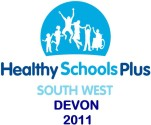 Healthy Schools Plus
SOUTH WEST
DEVON
2011